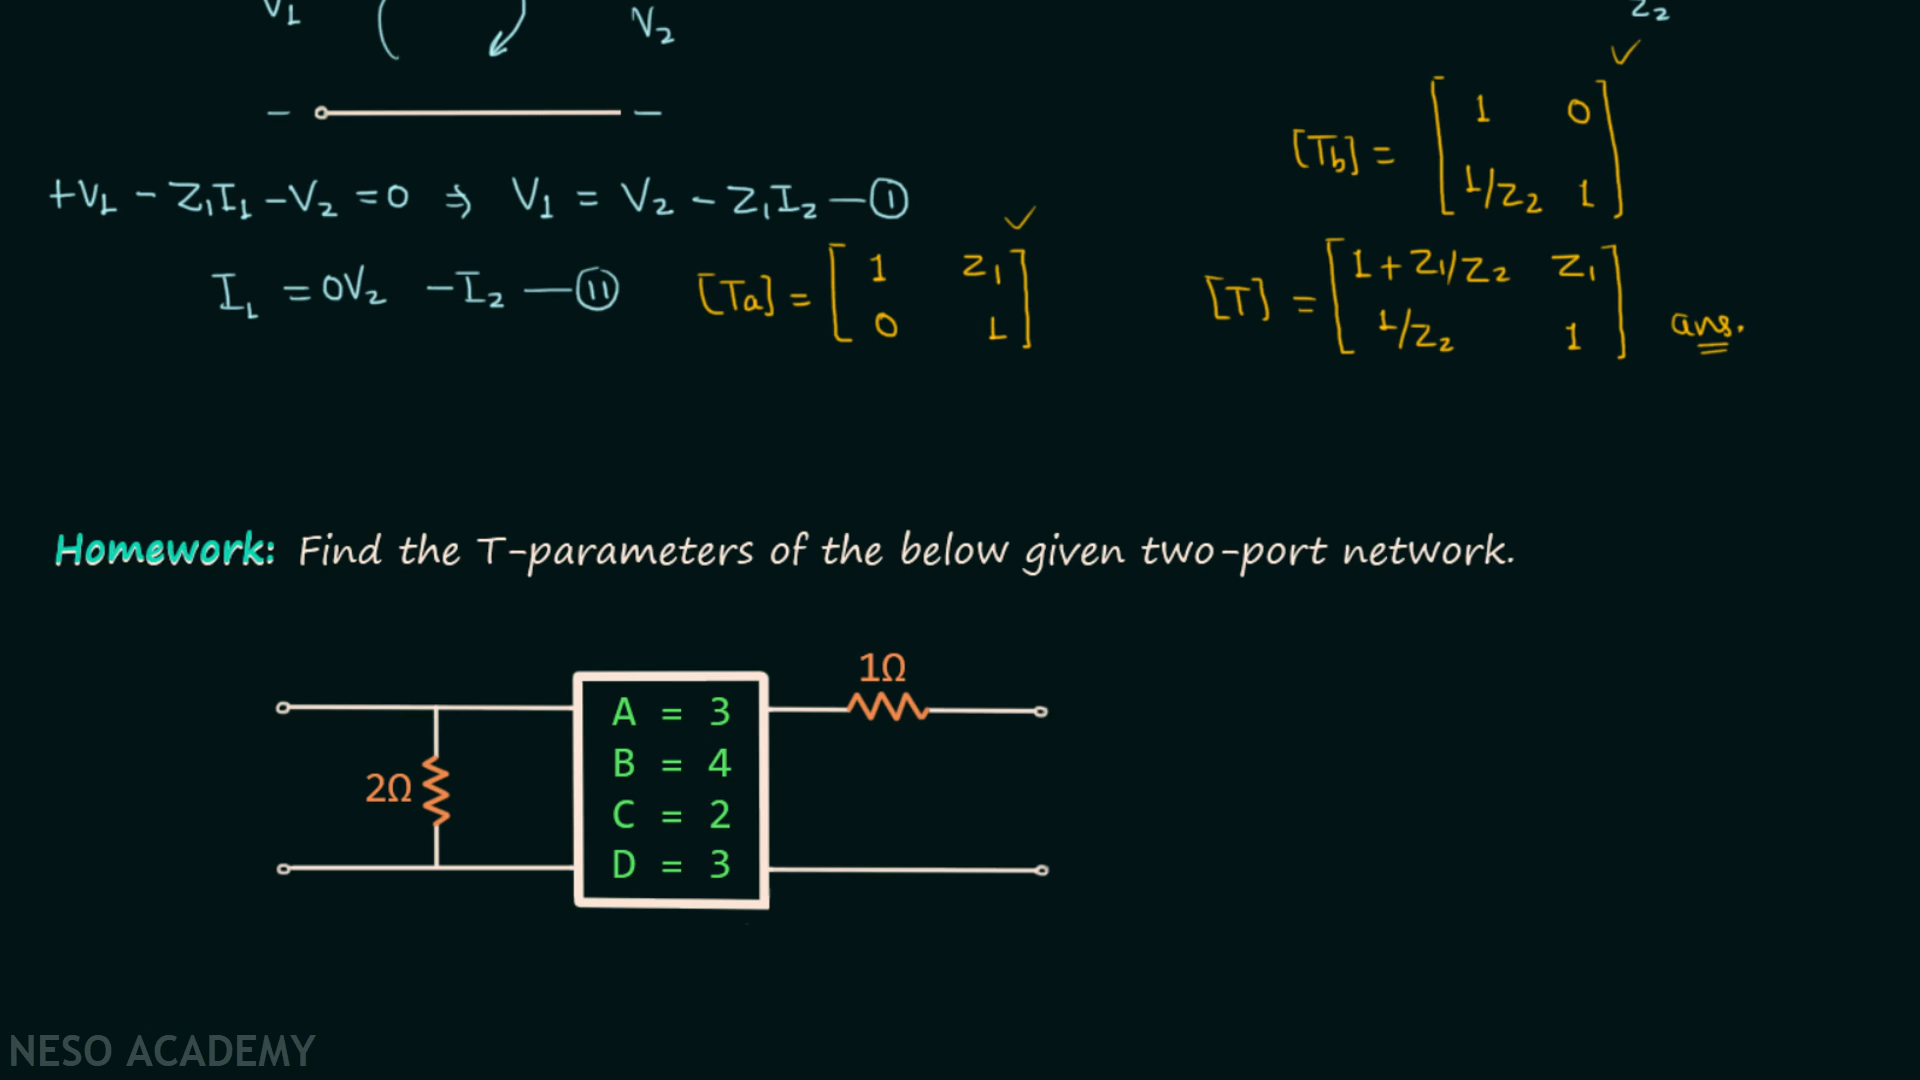 V₁ V₂ Z₂
- -
[Tb] = [1 0
1/Z₂ 1] ✓
+V₁ - Z₁I₁ - V₂ = 0 ⇒ V₁ = V₂ - Z₁I₂ — ①
I₁ = 0V₂ - I₂ — ⑪
[Ta] = [1 Z₁
0 1] ✓
[T] = [1 + Z₁/Z₂ Z₁
1/Z₂ 1] ans.
Homework: Find the T-parameters of the below given two-port network.
1Ω
2Ω
A = 3
B = 4
C = 2
D = 3
NESO ACADEMY